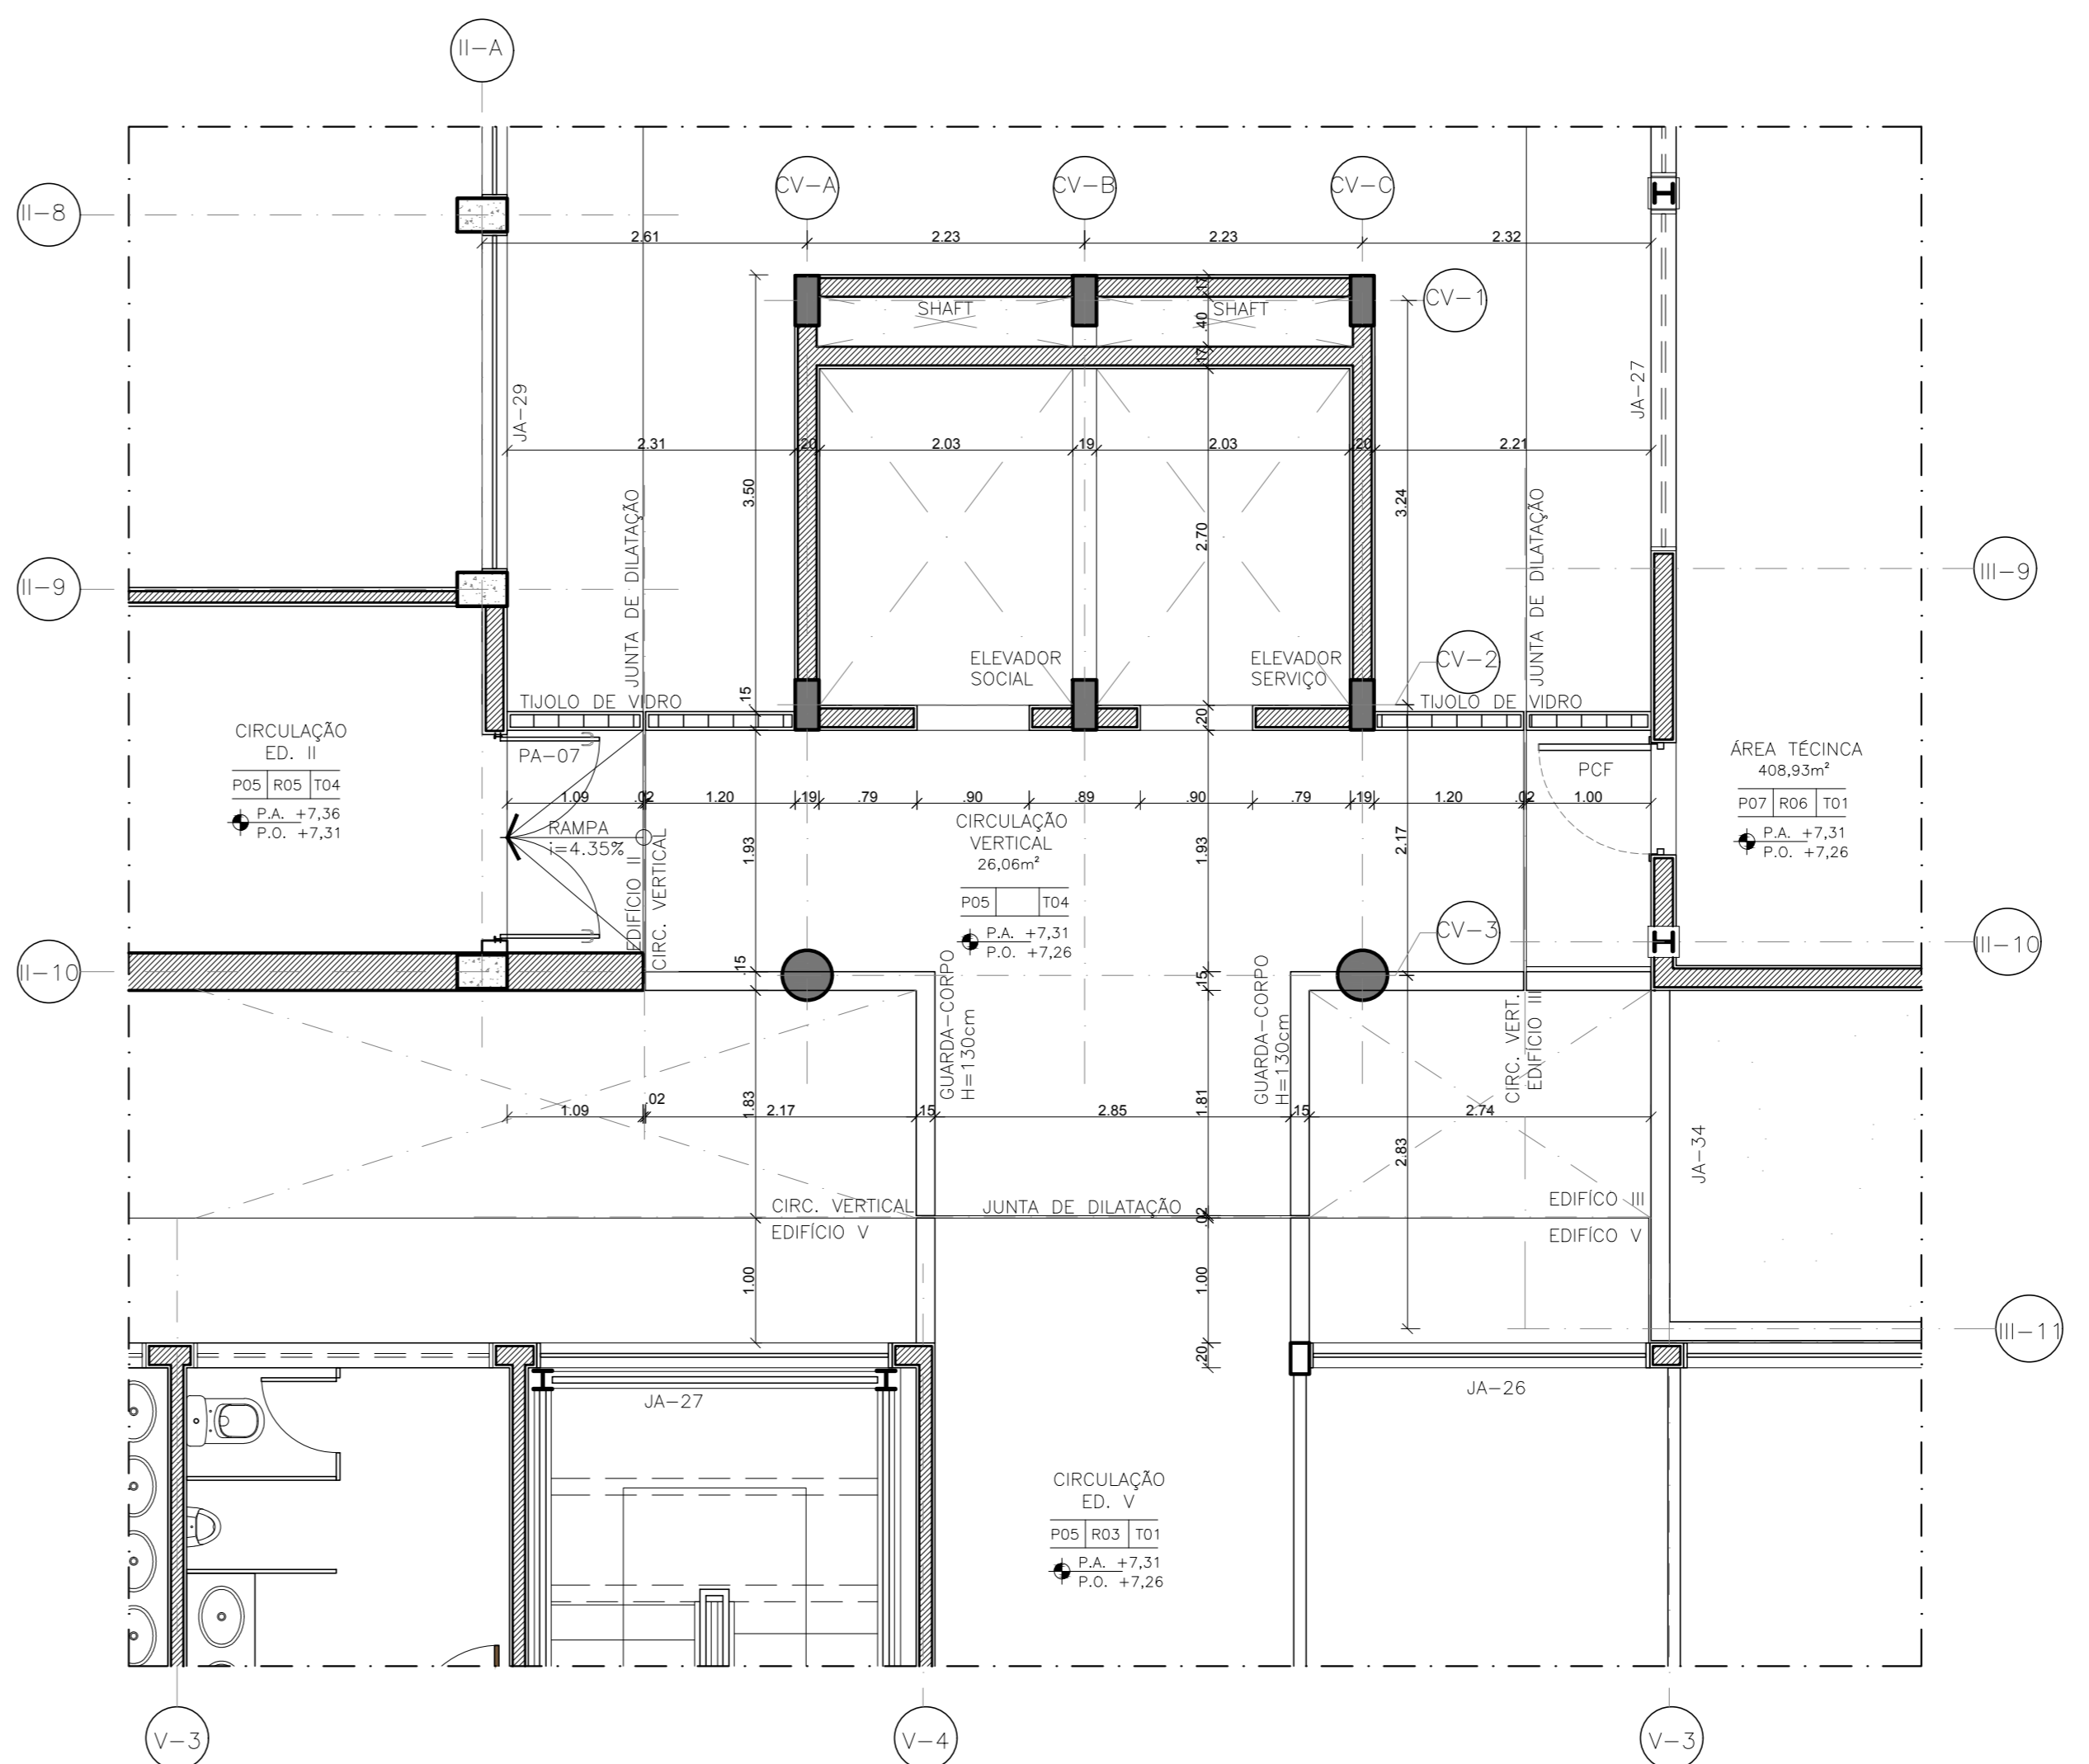 II-A
CV-A
CV-B
CV-C
II-8
2.61
2.23
2.23
2.32
CV-1
.17
SHAFT
SHAFT
.40
.17
JA-29
JA-27
2.31
.20
2.03
.19
2.03
.20
2.21
3.50
3.24
2.70
JUNTA DE DILATAÇÃO
JUNTA DE DILATAÇÃO
II-9
III-9
ELEVADOR
SOCIAL
ELEVADOR
SERVIÇO
CV-2
TIJOLO DE VIDRO
.15
.20
TIJOLO DE VIDRO
CIRCULAÇÃO
ED. II
P05 R05 T04
P.A. +7,36
P.O. +7,31
PA-07
PCF
ÁREA TÉCINCA
408,93m²
P07 R06 T01
P.A. +7,31
P.O. +7,26
1.09
.02
1.20
.19
.79
.90
.89
.90
.79
.19
1.20
.02
1.00
RAMPA
i=4.35%
1.93
1.93
2.17
CIRCULAÇÃO
VERTICAL
26,06m²
P05 T04
P.A. +7,31
P.O. +7,26
EDIFÍCIO II
CIRC. VERTICAL
CV-3
II-10
III-10
.15
.15
GUARDA-CORPO
H=130cm
GUARDA-CORPO
H=130cm
CIRC. VERT.
EDIFÍCIO III
1.09
.02
2.17
.15
2.85
.15
2.74
1.83
1.81
2.83
JA-34
CIRC. VERTICAL
JUNTA DE DILATAÇÃO
EDIFÍCO III
EDIFÍCIO V
.02
EDIFÍCO V
1.00
1.00
III-11
.20
JA-27
JA-26
CIRCULAÇÃO
ED. V
P05 R03 T01
P.A. +7,31
P.O. +7,26
V-3
V-4
V-3